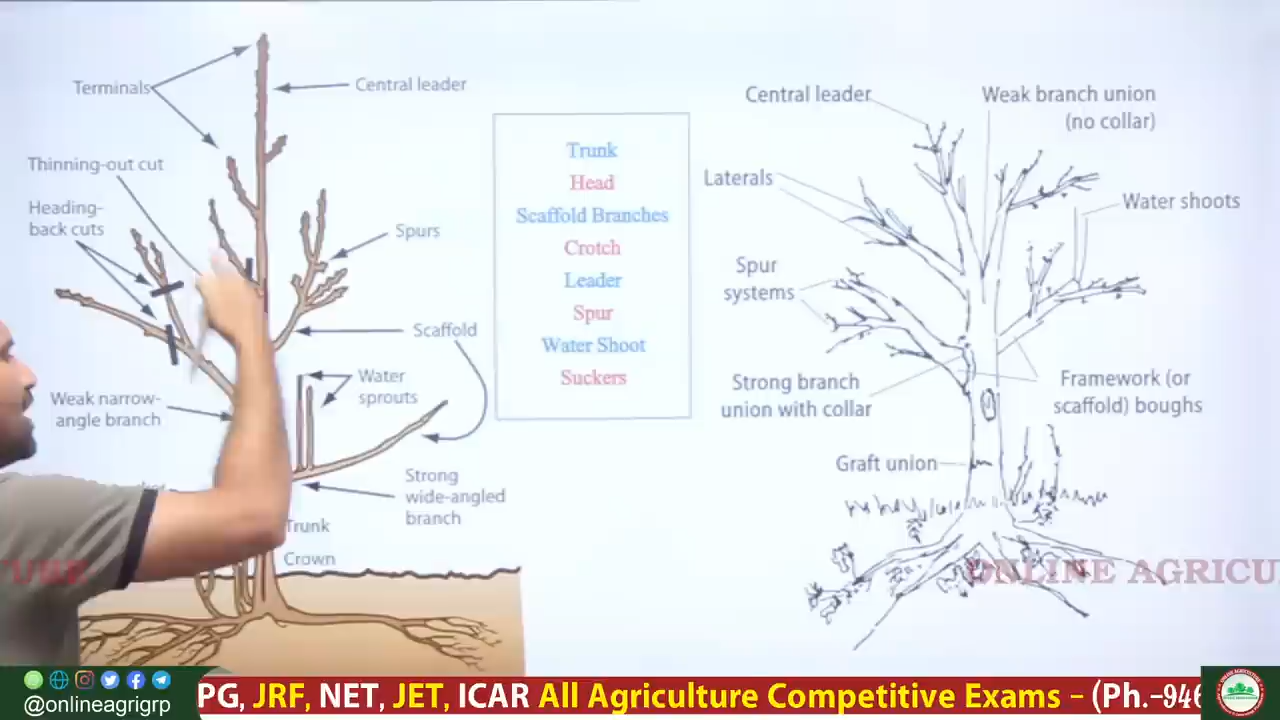 Terminals
Central leader
Thinning-out cut
Heading-
back cuts
Spurs
Scaffold
Water
sprouts
Weak narrow-
angle branch
Strong
wide-angled
branch
Trunk
Crown
Trunk
Head
Scaffold Branches
Crotch
Leader
Spur
Water Shoot
Suckers
Central leader
Weak branch union
(no collar)
Laterals
Water shoots
Spur
systems
Strong branch
union with collar
Framework (or
scaffold) boughs
Graft union
ONLINE AGRICU
@onlineagrigrp
PG, JRF, NET, JET, ICAR All Agriculture Competitive Exams - (Ph.-946